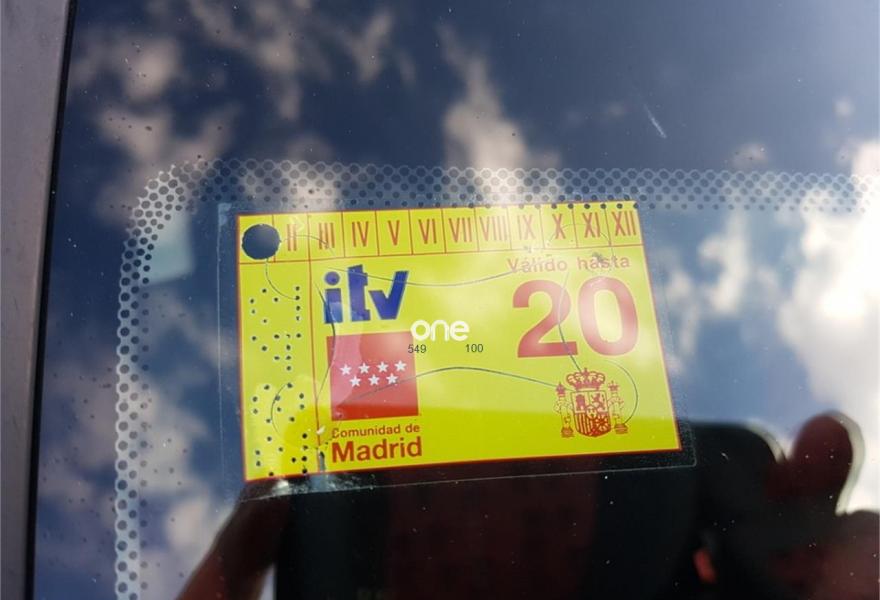 II III IV V VI VII VIII IX X XI XII
Válido hasta
itv
20
one
549 100
Comunidad de
Madrid